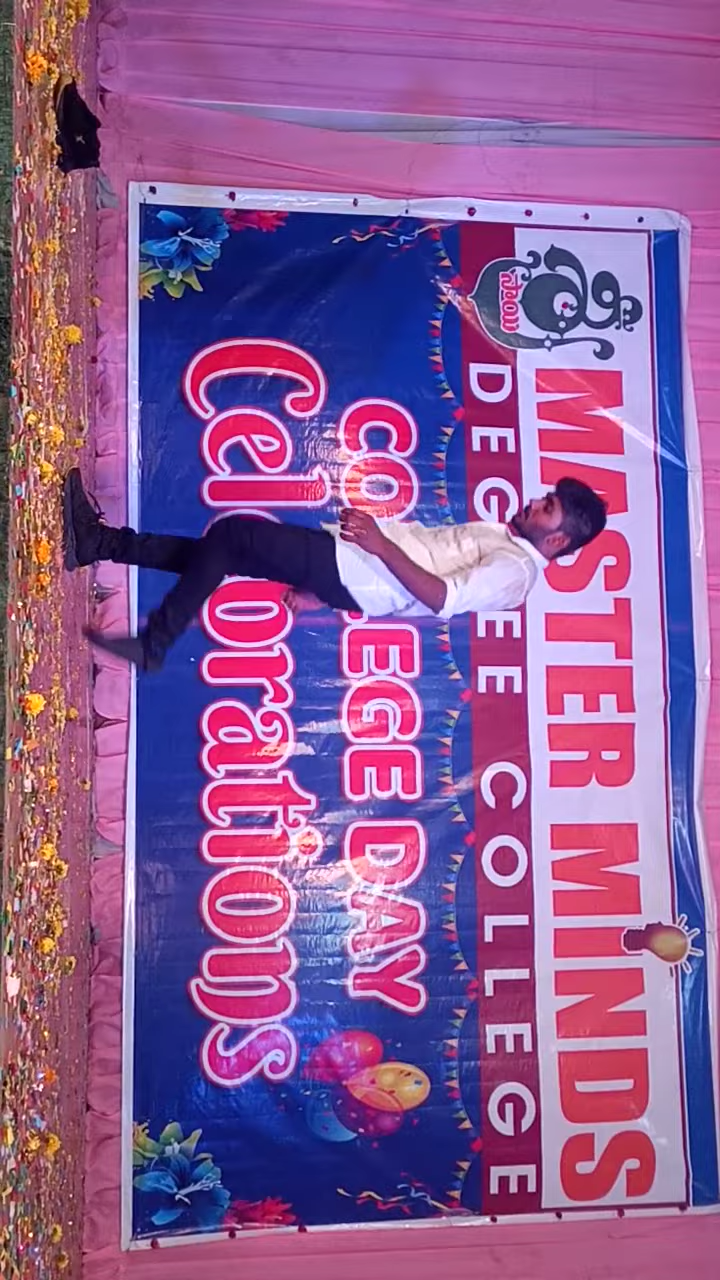 శ్రీ
MASTER MINDS
DEGREE COLLEGE
COLLEGE DAY
Celebrations